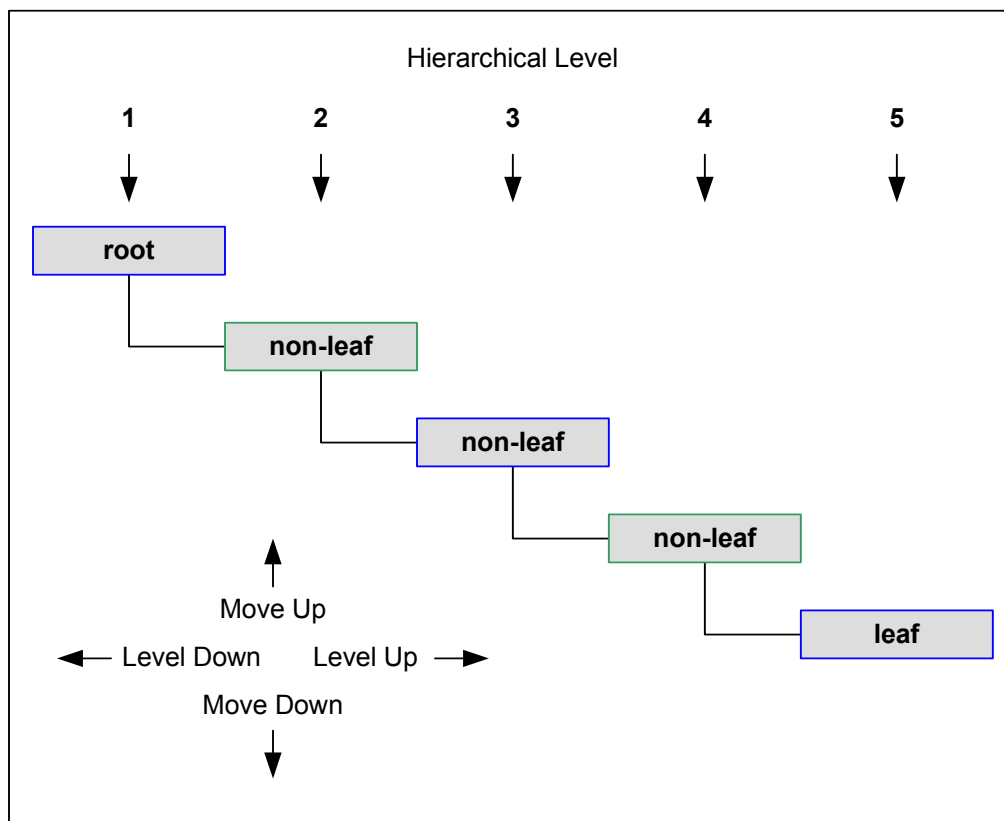 Hierarchical Level
1 2 3 4 5
root
non-leaf
non-leaf
non-leaf
Move Up
leaf
Level Down Level Up
Move Down